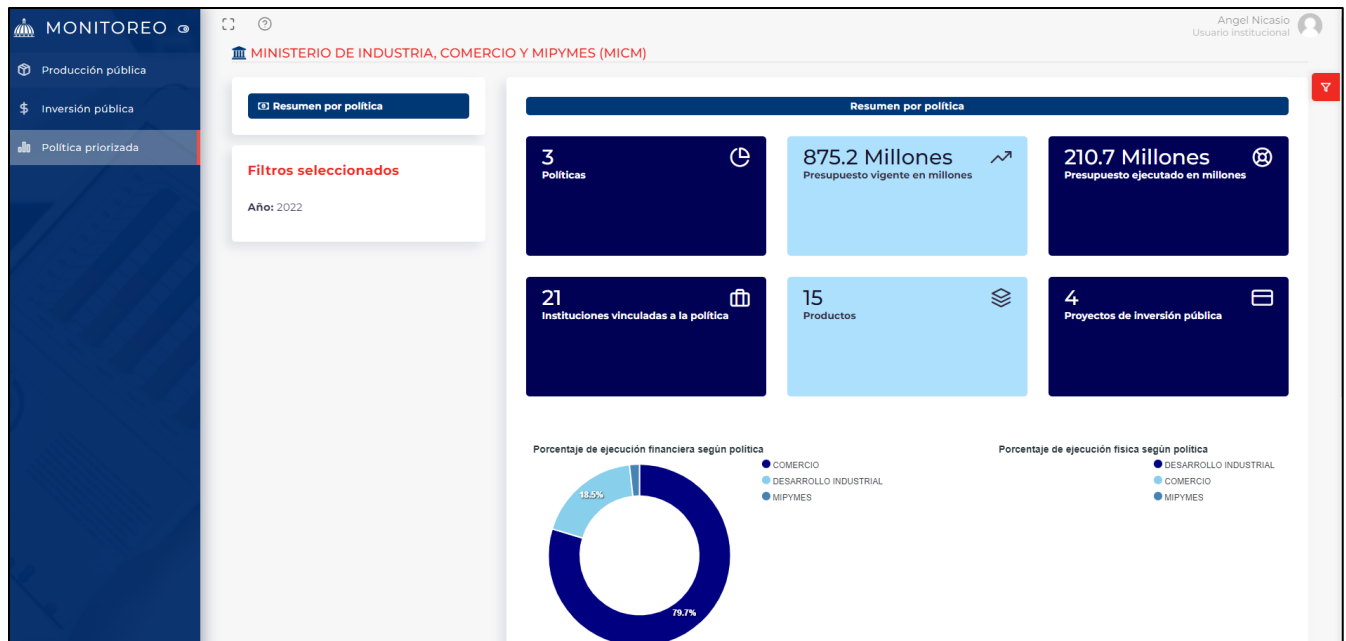 MONITOREO
Producción pública
Inversión pública
Política priorizada
Angel Nicasio
Usuario institucional
MINISTERIO DE INDUSTRIA, COMERCIO Y MIPYMES (MICM)
Resumen por política
Filtros seleccionados
Año: 2022
Resumen por política
3
Políticas
875.2 Millones
Presupuesto vigente en millones
210.7 Millones
Presupuesto ejecutado en millones
21
Instituciones vinculadas a la política
15
Productos
4
Proyectos de inversión pública
Porcentaje de ejecución financiera según política
COMERCIO
DESARROLLO INDUSTRIAL
MIPYMES
18.5%
79.7%
Porcentaje de ejecución física según política
DESARROLLO INDUSTRIAL
COMERCIO
MIPYMES